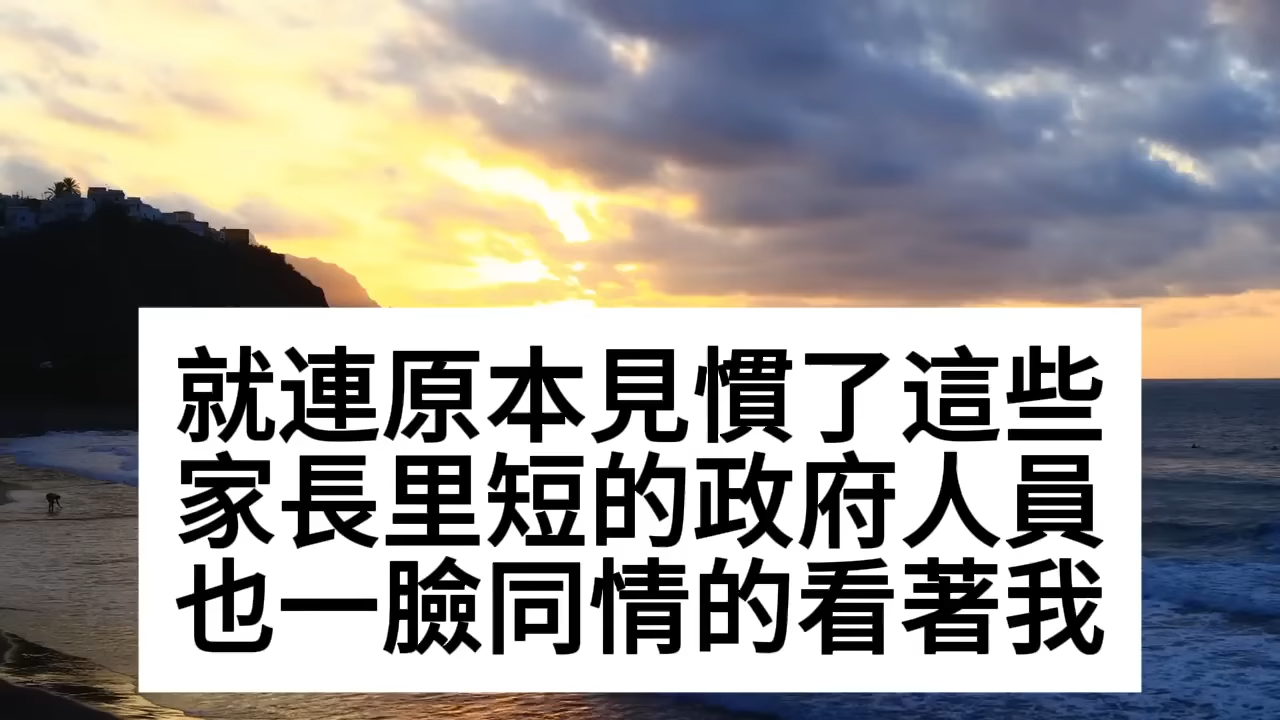 就連原本見慣了這些
家長里短的政府人員
也一臉同情的看著我